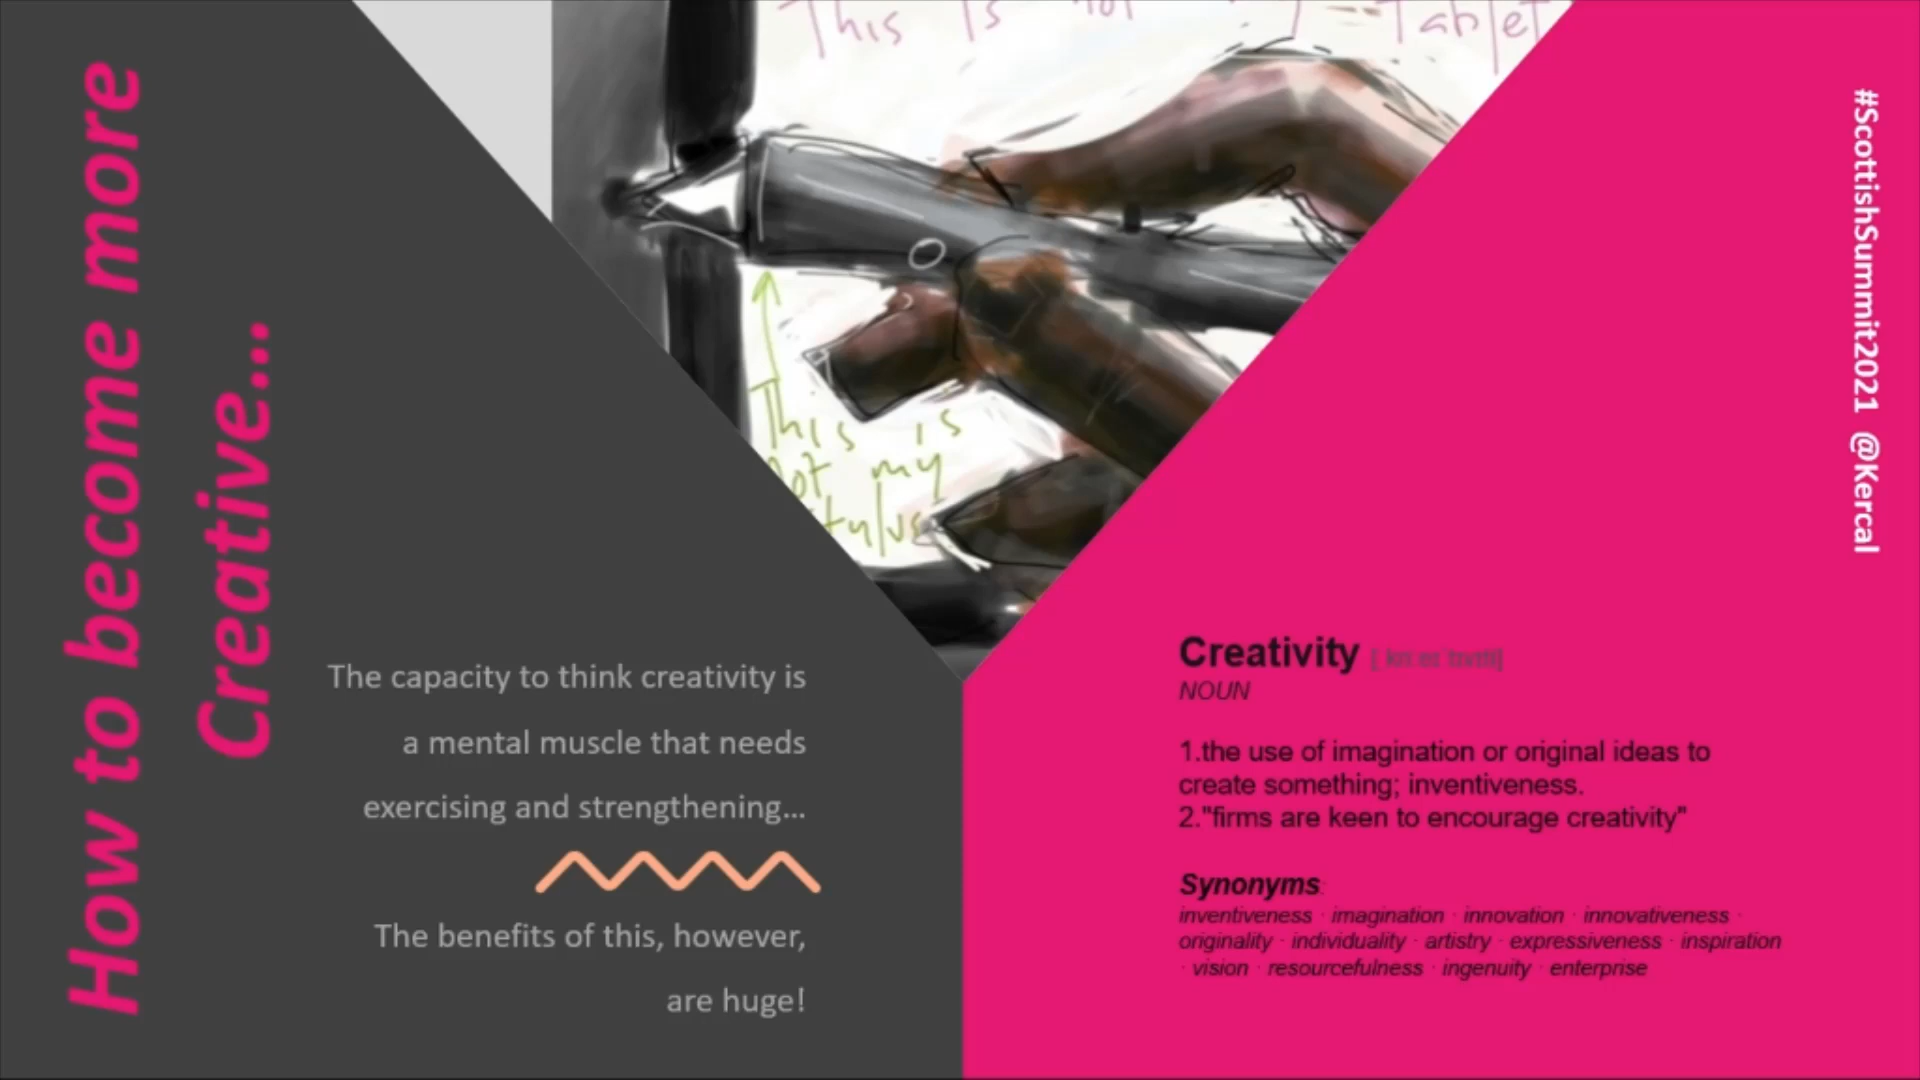 How to become more
Creative...
This is not
Tablet
This is
not my
stylus
#ScottishSummit2021 @Kercal
The capacity to think creativity is
a mental muscle that needs
exercising and strengthening...
The benefits of this, however,
are huge!
Creativity
NOUN
1.the use of imagination or original ideas to
create something; inventiveness.
2."firms are keen to encourage creativity"
Synonyms:
inventiveness · imagination · innovation · innovativeness ·
originality · individuality · artistry · expressiveness · inspiration
· vision · resourcefulness · ingenuity · enterprise